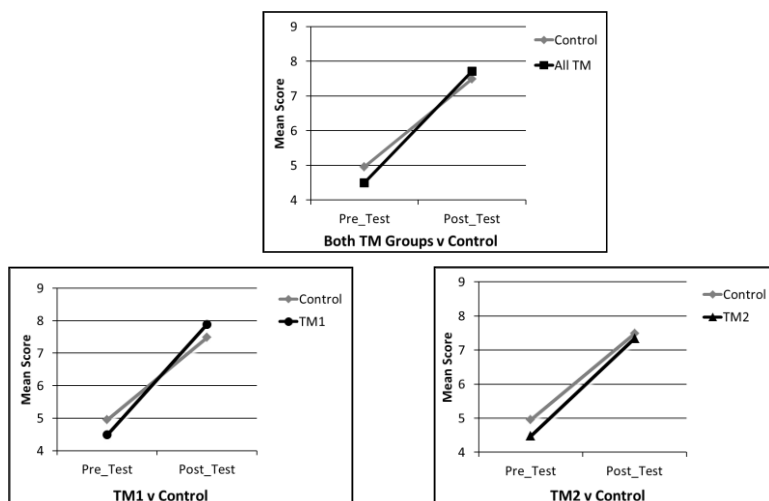 9
8
7
6
5
4
Mean Score
Control
All TM
Pre_Test
Post_Test
Both TM Groups v Control
9
8
7
6
5
4
Mean Score
Control
TM1
Pre_Test
Post_Test
TM1 v Control
9
8
7
6
5
4
Mean Score
Control
TM2
Pre_Test
Post_Test
TM2 v Control